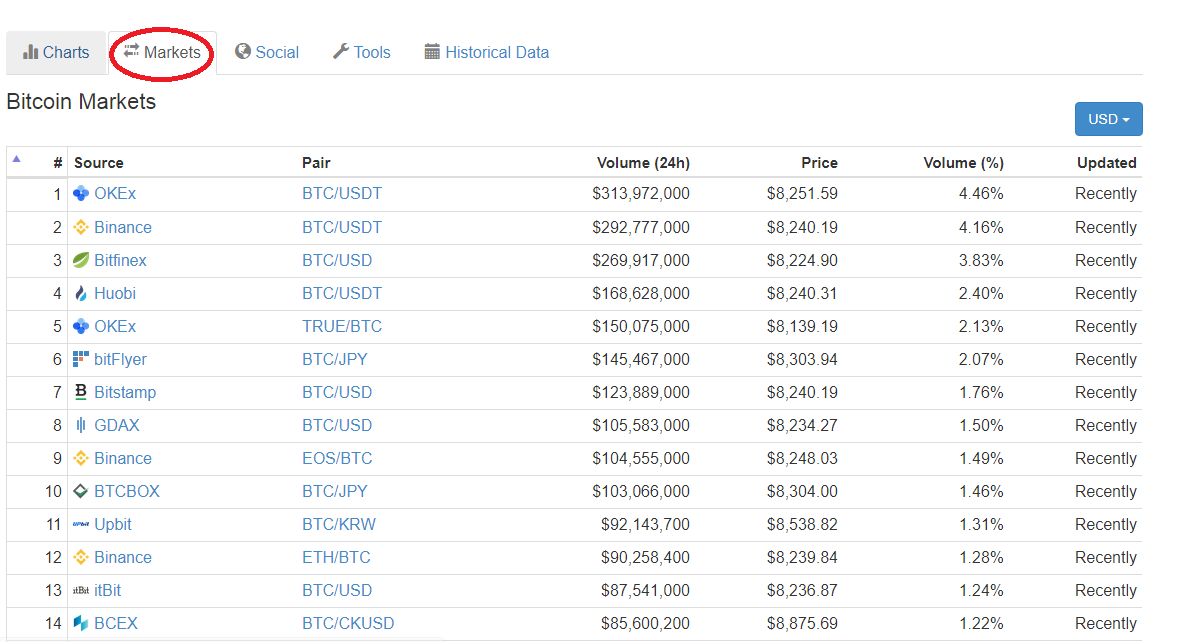 Charts Markets Social Tools Historical Data
Bitcoin Markets
USD
# Source Pair Volume (24h) Price Volume (%) Updated
1 OKEx BTC/USDT $313,972,000 $8,251.59 4.46% Recently
2 Binance BTC/USDT $292,777,000 $8,240.19 4.16% Recently
3 Bitfinex BTC/USD $269,917,000 $8,224.90 3.83% Recently
4 Huobi BTC/USDT $168,628,000 $8,240.31 2.40% Recently
5 OKEx TRUE/BTC $150,075,000 $8,139.19 2.13% Recently
6 bitFlyer BTC/JPY $145,467,000 $8,303.94 2.07% Recently
7 Bitstamp BTC/USD $123,889,000 $8,240.19 1.76% Recently
8 GDAX BTC/USD $105,583,000 $8,234.27 1.50% Recently
9 Binance EOS/BTC $104,555,000 $8,248.03 1.49% Recently
10 BTCBOX BTC/JPY $103,066,000 $8,304.00 1.46% Recently
11 UPbit Upbit BTC/KRW $92,143,700 $8,538.82 1.31% Recently
12 Binance ETH/BTC $90,258,400 $8,239.84 1.28% Recently
13 itBit itBit BTC/USD $87,541,000 $8,236.87 1.24% Recently
14 BCEX BTC/CKUSD $85,600,200 $8,875.69 1.22% Recently